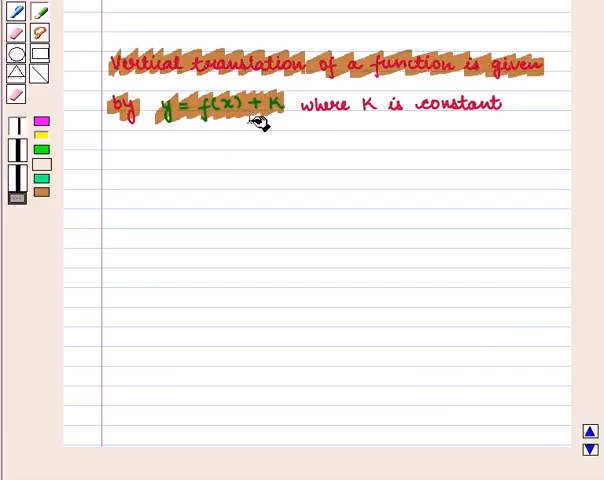 Vertical translation of a function is given
by y = f(x) + K where K is constant